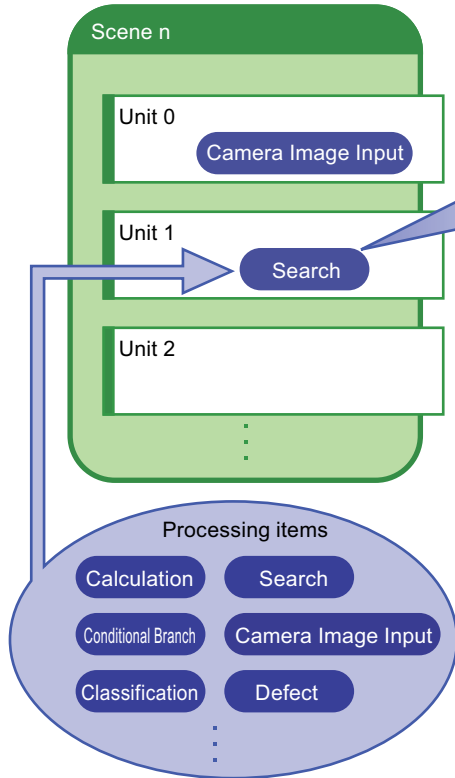 Scene n
Unit 0
Camera Image Input
Unit 1
Search
Unit 2
Processing items
Calculation Search
Conditional Branch Camera Image Input
Classification Defect